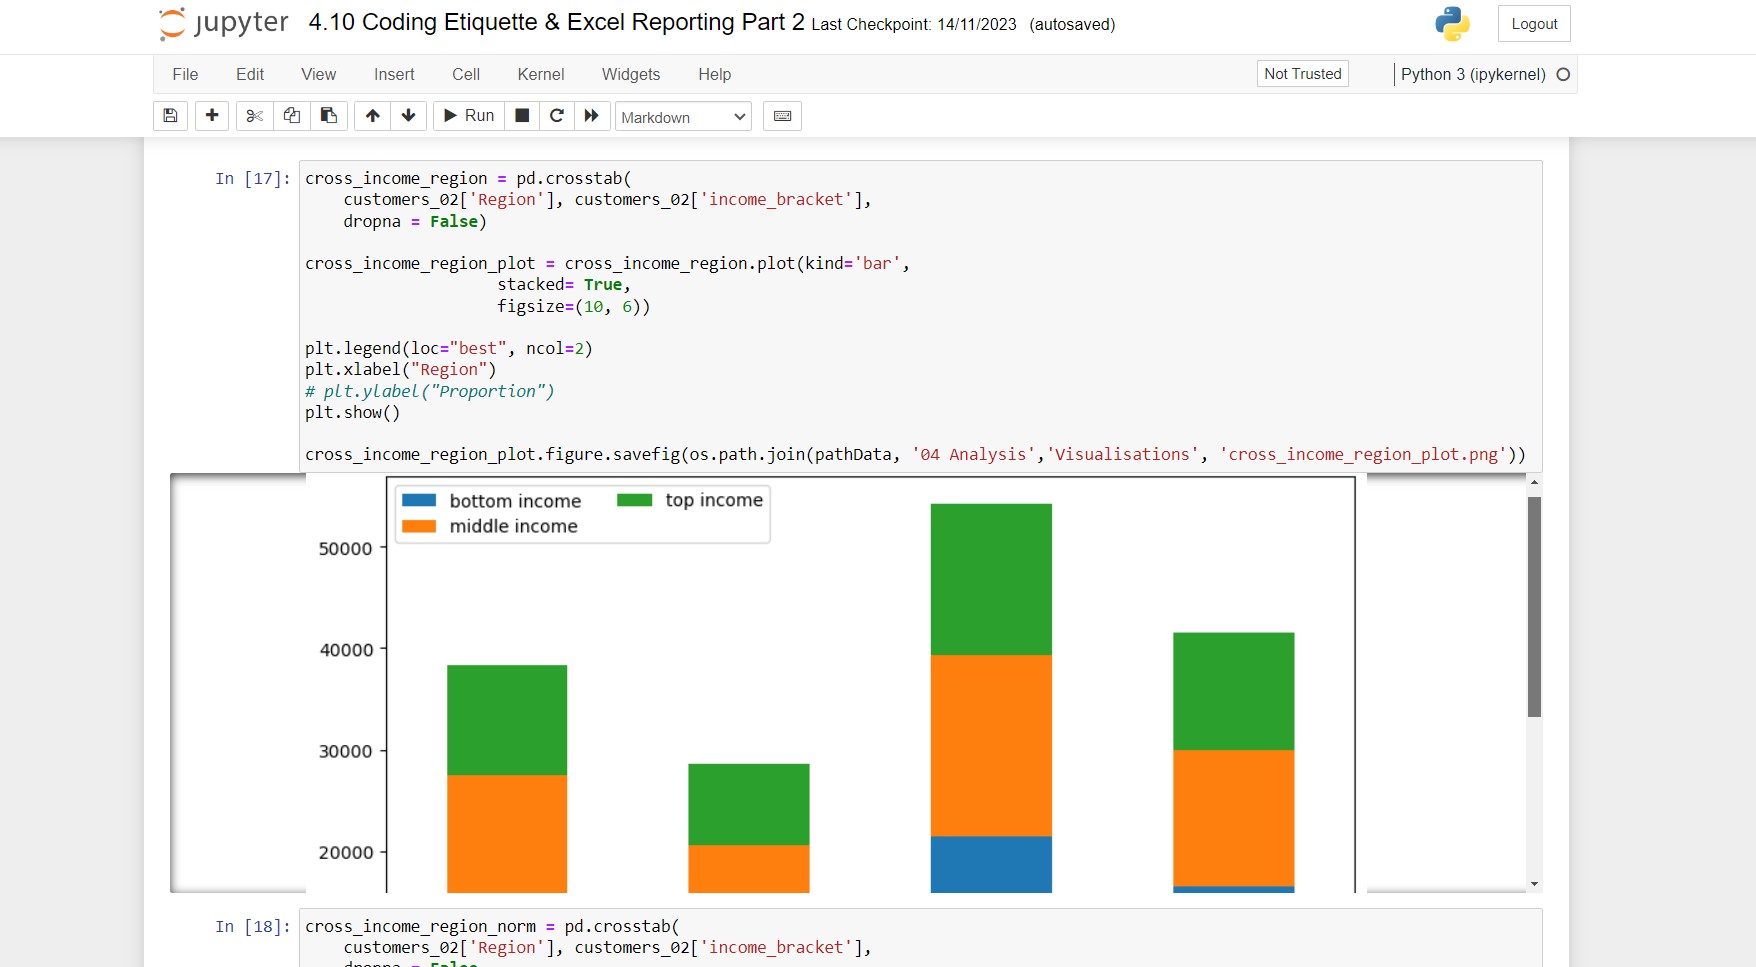 jupyter 4.10 Coding Etiquette & Excel Reporting Part 2 Last Checkpoint: 14/11/2023 (autosaved) Logout
File Edit View Insert Cell Kernel Widgets Help Not Trusted Python 3 (ipykernel)
Run Markdown
In [17]: cross_income_region = pd.crosstab(
customers_02['Region'], customers_02['income_bracket'],
dropna = False)
cross_income_region_plot = cross_income_region.plot(kind='bar',
stacked= True,
figsize=(10, 6))
plt.legend(loc="best", ncol=2)
plt.xlabel("Region")
# plt.ylabel("Proportion")
plt.show()
cross_income_region_plot.figure.savefig(os.path.join(pathData, '04 Analysis','Visualisations', 'cross_income_region_plot.png'))
bottom income top income
middle income
50000
40000
30000
20000
In [18]: cross_income_region_norm = pd.crosstab(
customers_02['Region'], customers_02['income_bracket'],
dropna = False